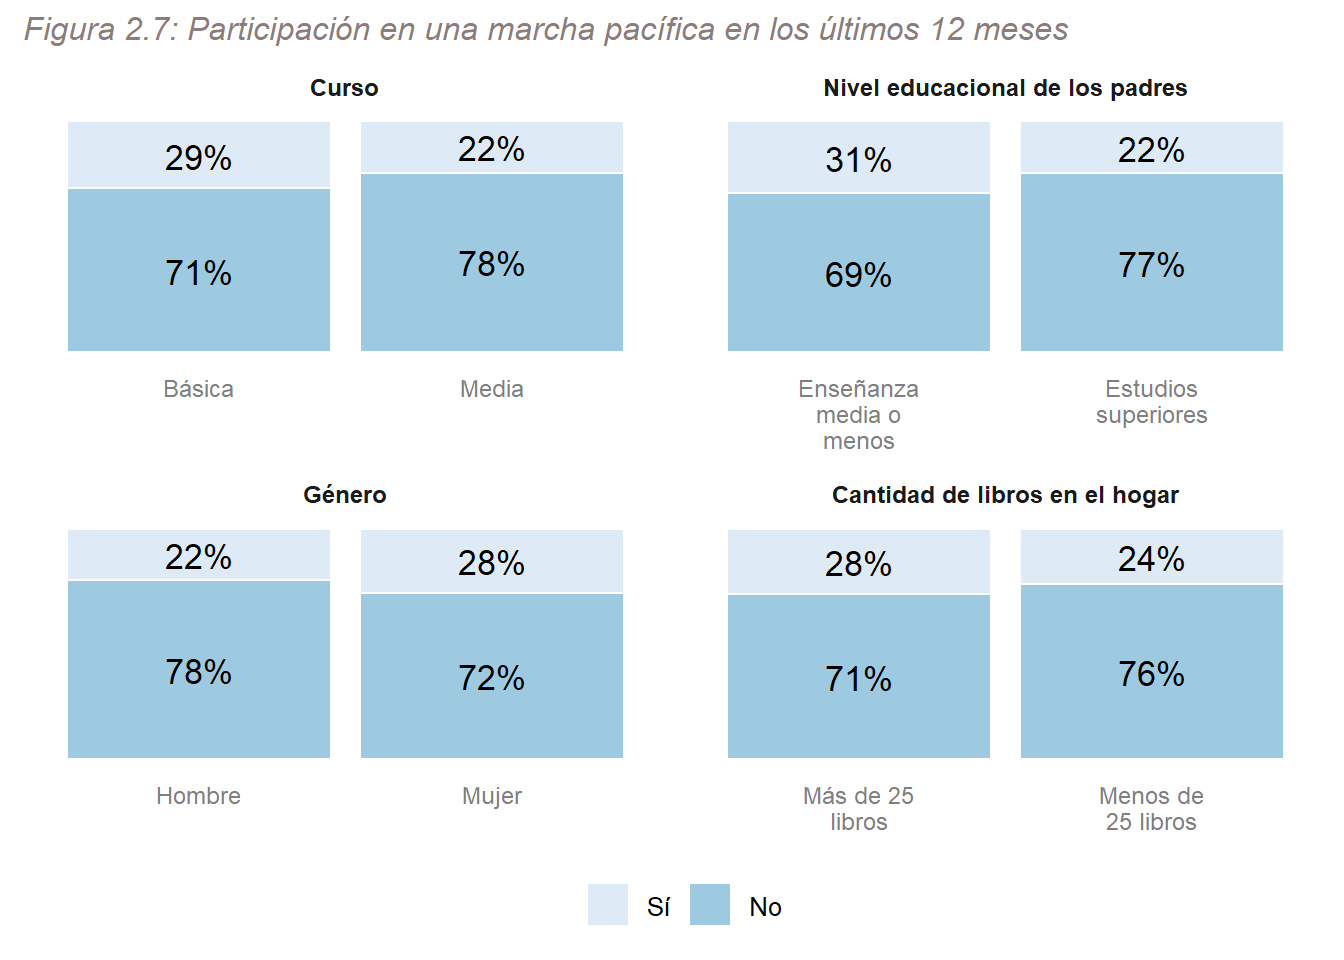 Figura 2.7: Participación en una marcha pacífica en los últimos 12 meses
Curso
29%
22%
71%
78%
Básica
Media
Nivel educacional de los padres
31%
22%
69%
77%
Enseñanza
media o
menos
Estudios
superiores
Género
22%
28%
78%
72%
Hombre
Mujer
Cantidad de libros en el hogar
28%
24%
71%
76%
Más de 25
libros
Menos de
25 libros
Sí
No